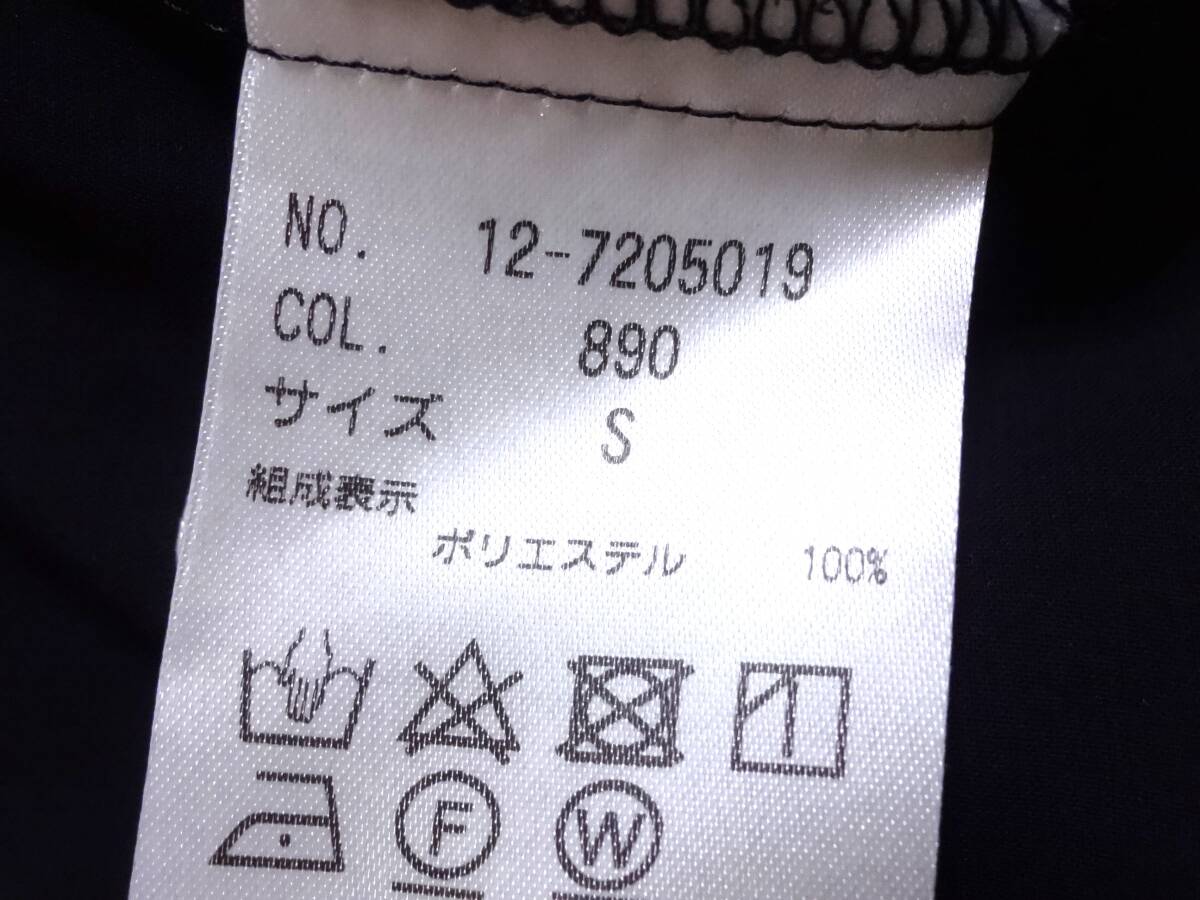 NO. 12-7205019
COL. 890
サイズ S
組成表示
ポリエステル 100%
F W